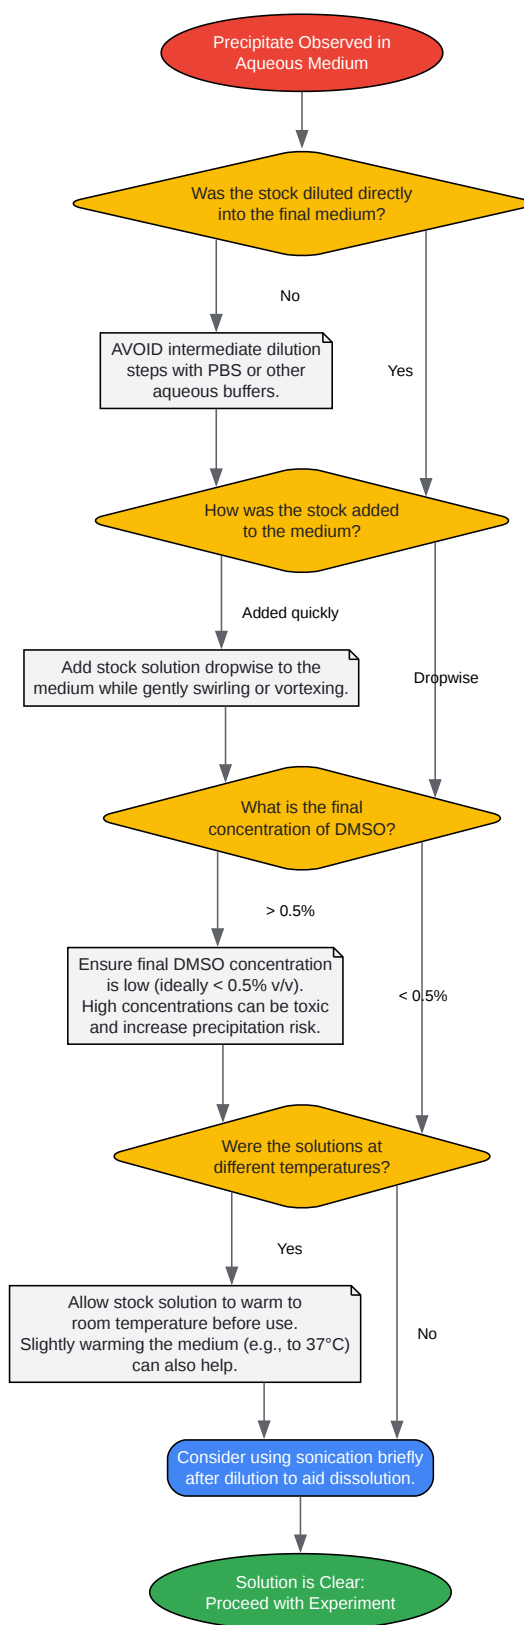 Precipitate Observed in
Aqueous Medium
Was the stock diluted directly
into the final medium?
No
Yes
AVOID intermediate dilution
steps with PBS or other
aqueous buffers.
How was the stock added
to the medium?
Added quickly
Dropwise
Add stock solution dropwise to the
medium while gently swirling or vortexing.
What is the final
concentration of DMSO?
> 0.5%
< 0.5%
Ensure final DMSO concentration
is low (ideally < 0.5% v/v).
High concentrations can be toxic
and increase precipitation risk.
Were the solutions at
different temperatures?
Yes
No
Allow stock solution to warm to
room temperature before use.
Slightly warming the medium (e.g., to 37°C)
can also help.
Consider using sonication briefly
after dilution to aid dissolution.
Solution is Clear:
Proceed with Experiment